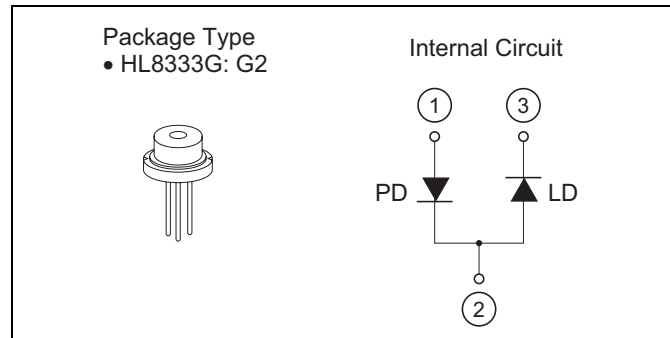 Package Type
• HL8333G: G2
Internal Circuit
1
3
PD
LD
2